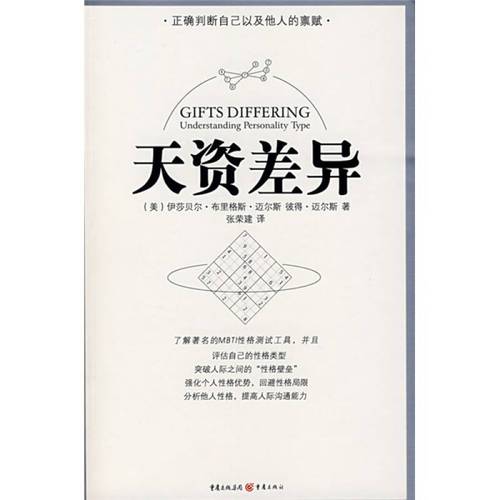 ·正确判断自己以及他人的禀赋·
GIFTS DIFFERING
Understanding Personality Type
天资差异
（美）伊莎贝尔·布里格斯·迈尔斯 彼得·迈尔斯 著
张荣建 译
了解著名的MBTI性格测试工具，并且
评估自己的性格类型
突破人际之间的“性格壁垒”
强化个人性格优势，回避性格局限
分析他人性格，提高人际沟通能力
重庆出版集团 重庆出版社